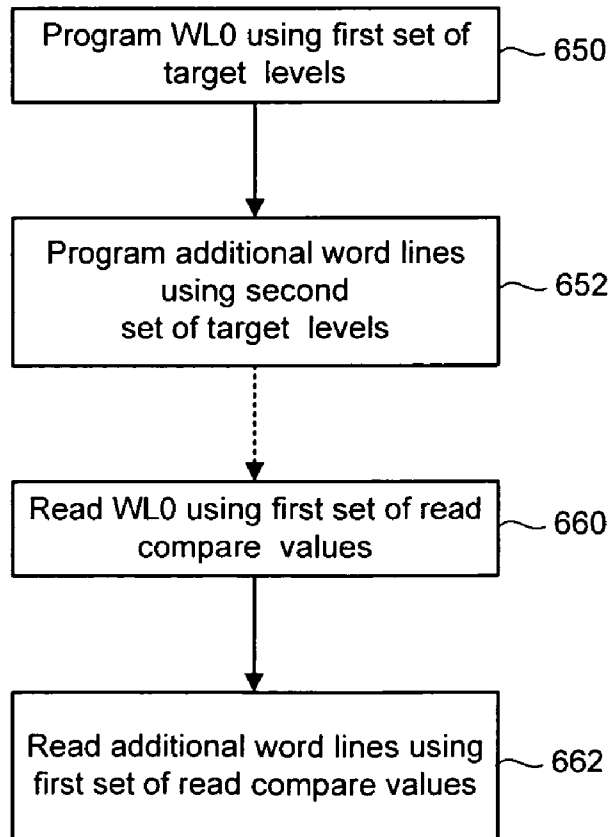 Program WL0 using first set of
target levels
650
Program additional word lines
using second
set of target levels
652
Read WL0 using first set of read
compare values
660
Read additional word lines using
first set of read compare values
662